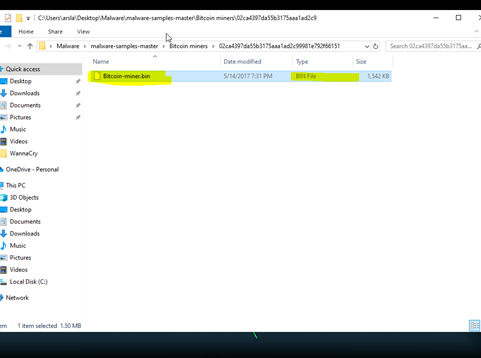 C:\Users\arsla\Desktop\Malware\malware-samples-master\Bitcoin miners\02ca4397da55b3175aaa1ad2c9
Home Share View
Malware > malware-samples-master > Bitcoin miners > 02ca4397da55b3175aaa1ad2c99981e792f66151
Search 02ca4397da55b3175aaa...
Name Date modified Type Size
Bitcoin-miner.bin 5/14/2017 7:31 PM BIN File 1,542 KB
Quick access
Desktop
Downloads
Documents
Pictures
Music
Videos
WannaCry
OneDrive - Personal
This PC
3D Objects
Desktop
Documents
Downloads
Music
Pictures
Videos
Local Disk (C:)
Network
em 1 item selected 1.50 MB